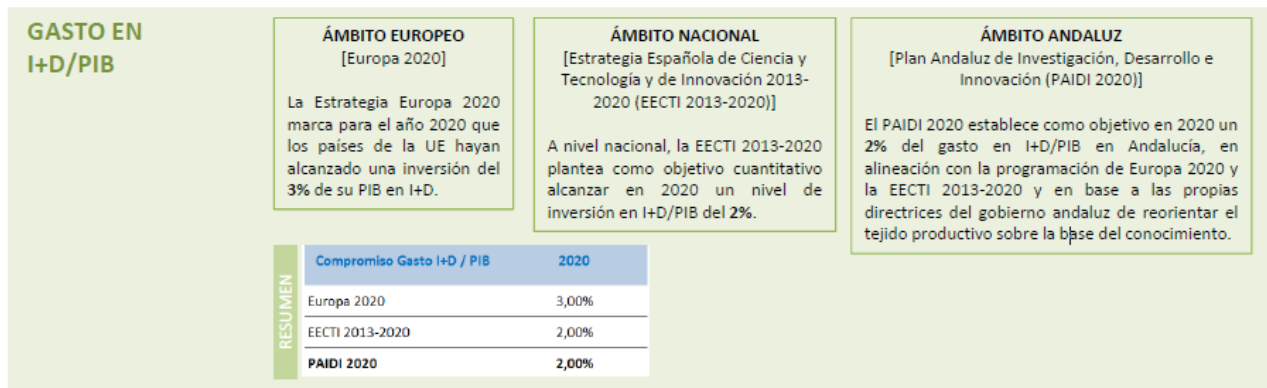 GASTO EN
I+D/PIB
ÁMBITO EUROPEO
[Europa 2020]
La Estrategia Europa 2020
marca para el año 2020 que
los países de la UE hayan
alcanzado una inversión del
3% de su PIB en I+D.
ÁMBITO NACIONAL
[Estrategia Española de Ciencia y
Tecnología y de Innovación 2013-
2020 (EECTI 2013-2020)]
A nivel nacional, la EECTI 2013-2020
plantea como objetivo cuantitativo
alcanzar en 2020 un nivel de
inversión en I+D/PIB del 2%.
ÁMBITO ANDALUZ
[Plan Andaluz de Investigación, Desarrollo e
Innovación (PAIDI 2020)]
El PAIDI 2020 establece como objetivo en 2020 un
2% del gasto en I+D/PIB en Andalucía, en
alineación con la programación de Europa 2020 y
la EECTI 2013-2020 y en base a las propias
directrices del gobierno andaluz de reorientar el
tejido productivo sobre la base del conocimiento.
RESUMEN
Compromiso Gasto I+D / PIB 2020
Europa 2020 3,00%
EECTI 2013-2020 2,00%
PAIDI 2020 2,00%